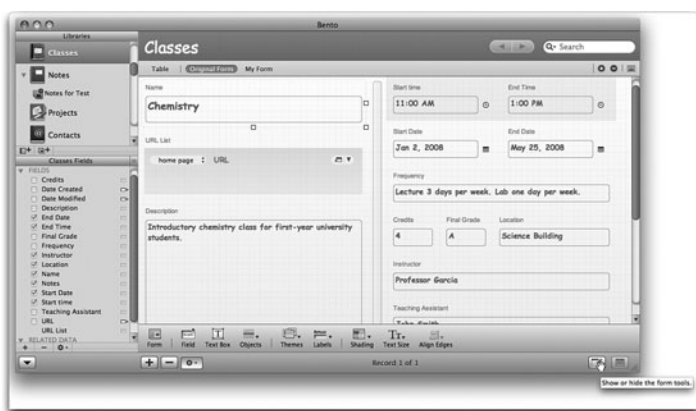 Bento
Libraries
Classes
Notes
Notes for Test
Projects
Contacts
Classes Fields
FIELDS
Credits
Date Created
Date Modified
Description
End Date
End Time
Final Grade
Frequency
Instructor
Location
Name
Notes
Start Date
Start time
Teaching Assistant
URL
URL List
RELATED DATA
Classes
Search
Table Original Form My Form
Name
Chemistry
URL List
home page URL
Description
Introductory chemistry class for first-year university
students.
Start time End Time
11:00 AM 1:00 PM
Start Date End Date
Jan 2, 2008 May 25, 2008
Frequency
Lecture 3 days per week. Lab one day per week.
Credits Final Grade Location
4 A Science Building
Instructor
Professor Garcia
Teaching Assistant
John Smith
Form Field Text Box Objects Themes Labels Shading Text Size Align Edges
Record 1 of 1
Show or hide the form tools.